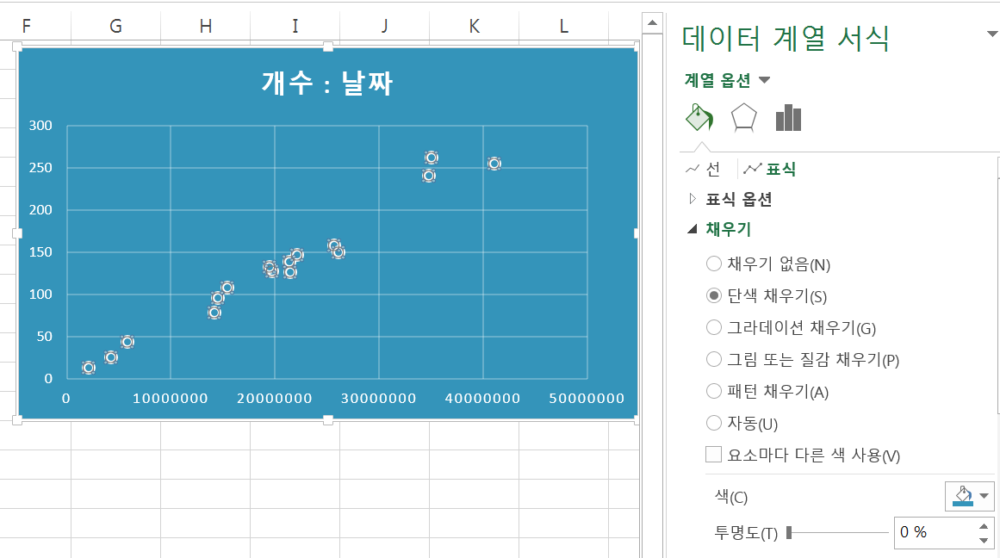 F G H I J K L
개수 : 날짜
300
250
200
150
100
50
0
0 10000000 20000000 30000000 40000000 50000000
데이터 계열 서식
계열 옵션
선 표식
표식 옵션
채우기
채우기 없음(N)
단색 채우기(S)
그라데이션 채우기(G)
그림 또는 질감 채우기(P)
패턴 채우기(A)
자동(U)
요소마다 다른 색 사용(V)
색(C)
투명도(T) 0 %